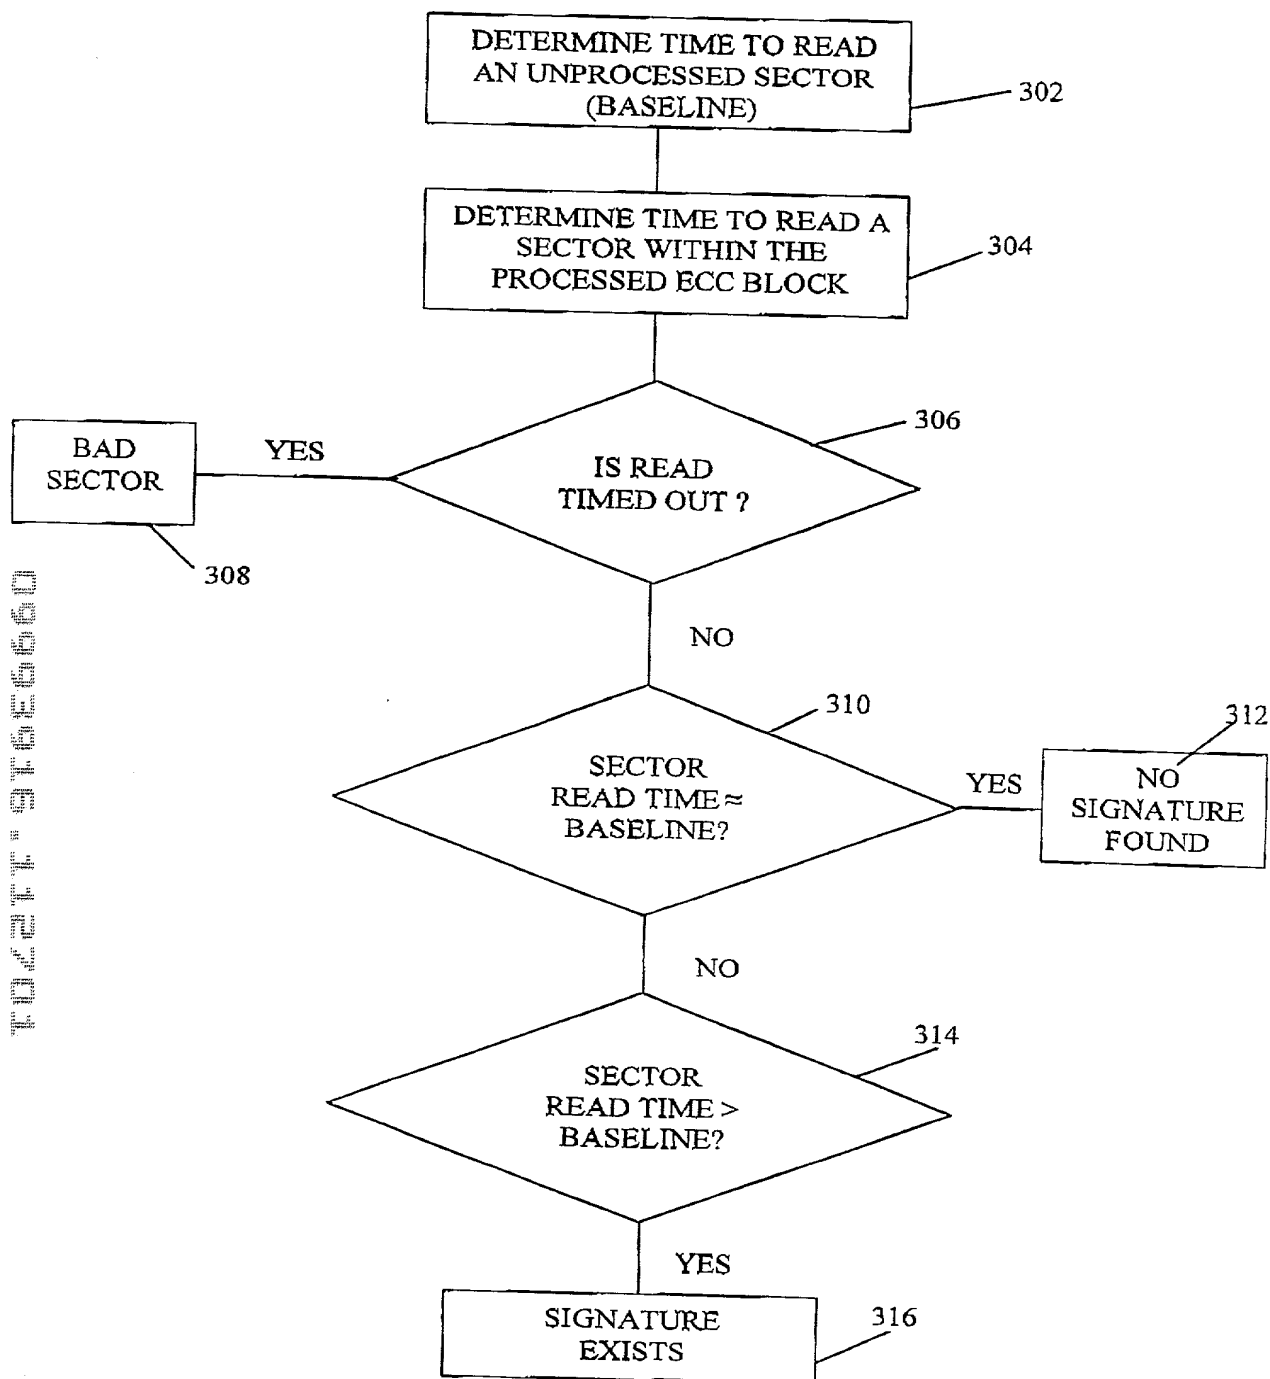 DETERMINE TIME TO READ
AN UNPROCESSED SECTOR
(BASELINE)
302
DETERMINE TIME TO READ A
SECTOR WITHIN THE
PROCESSED ECC BLOCK
304
306
IS READ
TIMED OUT ?
YES
BAD
SECTOR
308
NO
310
SECTOR
READ TIME ≈
BASELINE?
YES
312
NO
SIGNATURE
FOUND
NO
314
SECTOR
READ TIME >
BASELINE?
YES
SIGNATURE
EXISTS
316